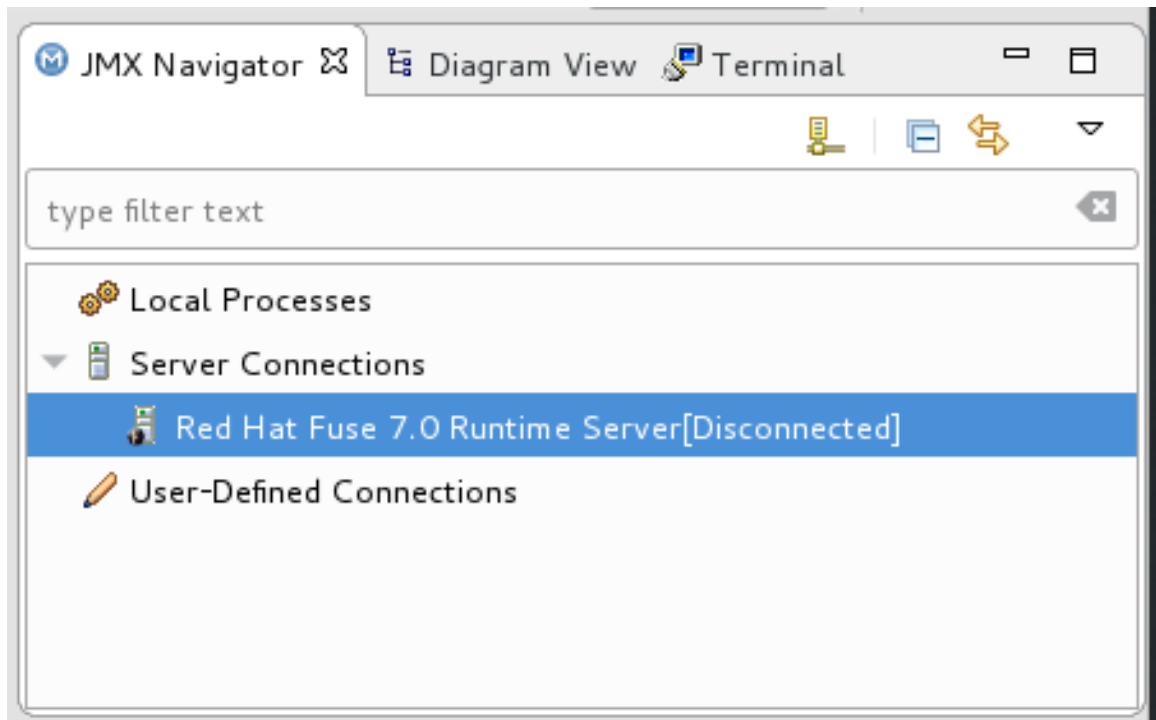 JMX Navigator Diagram View Terminal
type filter text
Local Processes
Server Connections
Red Hat Fuse 7.0 Runtime Server[Disconnected]
User-Defined Connections